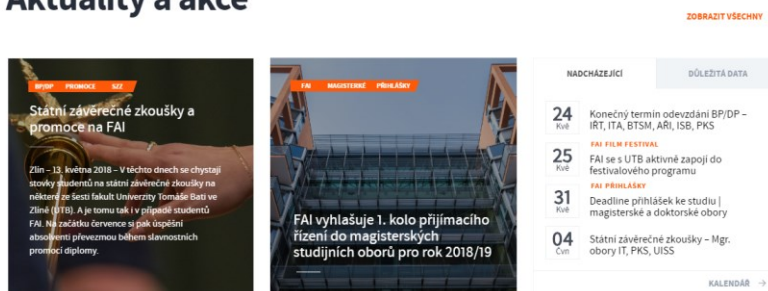 Aktuality a akce
ZOBRAZIT VŠECHNY
BP/DP PROMOCE SZZ
Státní závěrečné zkoušky a
promoce na FAI
Zlín – 13. května 2018 – V těchto dnech se chystají
stovky studentů na státní závěrečné zkoušky na
některé ze šesti fakult Univerzity Tomáše Bati ve
Zlíně (UTB). A je tomu tak i v případě studentů
FAI. Na začátku července si pak úspěšní
absolventi převezmou během slavnostních
promocí diplomy.
FAI MAGISTERSKÉ PŘIHLÁŠKY
FAI vyhlašuje 1. kolo přijímacího
řízení do magisterských
studijních oborů pro rok 2018/19
NADCHÁZEJÍCÍ
DŮLEŽITÁ DATA
24
Kvě
Konečný termín odevzdání BP/DP –
IŘT, ITA, BTSM, AŘI, ISB, PKS
FAI FILM FESTIVAL
25
Kvě
FAI se s UTB aktivně zapojí do
festivalového programu
FAI PŘIHLÁŠKY
31
Kvě
Deadline přihlášek ke studiu |
magisterské a doktorské obory
04
Čvn
Státní závěrečné zkoušky – Mgr.
obory IT, PKS, UISS
KALENDÁŘ →